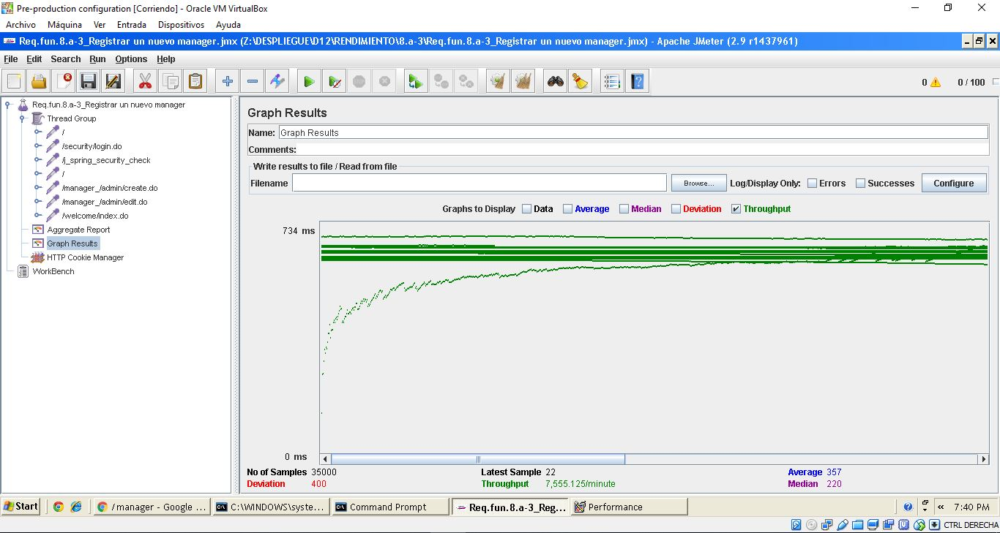 Pre-production configuration [Corriendo] - Oracle VM VirtualBox
Archivo Máquina Ver Entrada Dispositivos Ayuda
Req.fun.8.a-3_Registrar un nuevo manager.jmx (Z:\DESPLIEGUE\D12\RENDIMIENTO\8.a-3\Req.fun.8.a-3_Registrar un nuevo manager.jmx) - Apache JMeter (2.9 r1437961)
File Edit Search Run Options Help
0 0 / 100
Req.fun.8.a-3_Registrar un nuevo manager
Thread Group
/
/security/login.do
/j_spring_security_check
/
/manager_/admin/create.do
/manager_/admin/edit.do
/welcome/index.do
Aggregate Report
Graph Results
HTTP Cookie Manager
WorkBench
Graph Results
Name: Graph Results
Comments:
Write results to file / Read from file
Filename Browse... Log/Display Only: Errors Successes Configure
Graphs to Display Data Average Median Deviation Throughput
734 ms
0 ms
No of Samples 35000 Latest Sample 22 Average 357
Deviation 400 Throughput 7,555.125/minute Median 220
Start / manager - Google ... C:\WINDOWS\syste... Command Prompt Req.fun.8.a-3_Reg... Performance « 7:40 PM
CTRL DERECHA